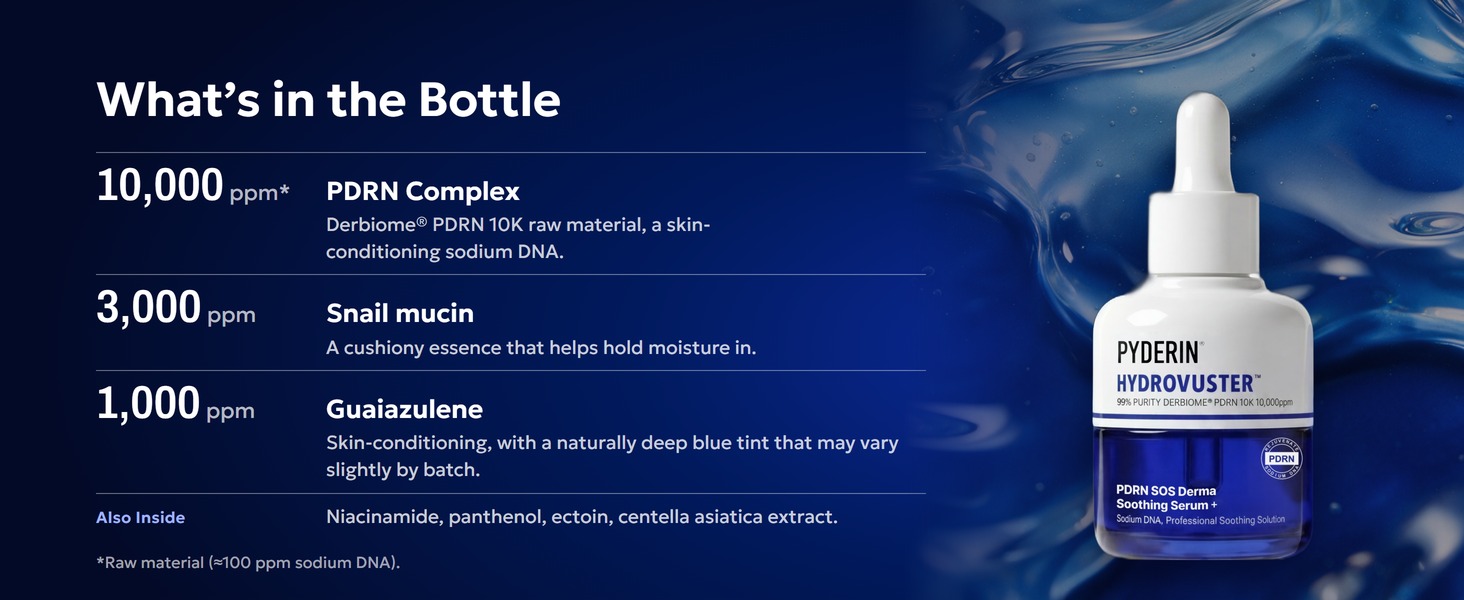 What's in the Bottle
10,000 ppm*
PDRN Complex
Derbiome® PDRN 10K raw material, a skin-
conditioning sodium DNA.
3,000 ppm
Snail mucin
A cushiony essence that helps hold moisture in.
1,000 ppm
Guaiazulene
Skin-conditioning, with a naturally deep blue tint that may vary
slightly by batch.
Also Inside
Niacinamide, panthenol, ectoin, centella asiatica extract.
*Raw material (≈100 ppm sodium DNA).
PYDERIN®
HYDROVUSTER™
99% PURITY DERBIOME® PDRN 10K 10,000ppm
REJUVENATE
PDRN
SODIUM DNA
PDRN SOS Derma
Soothing Serum +
Sodium DNA, Professional Soothing Solution